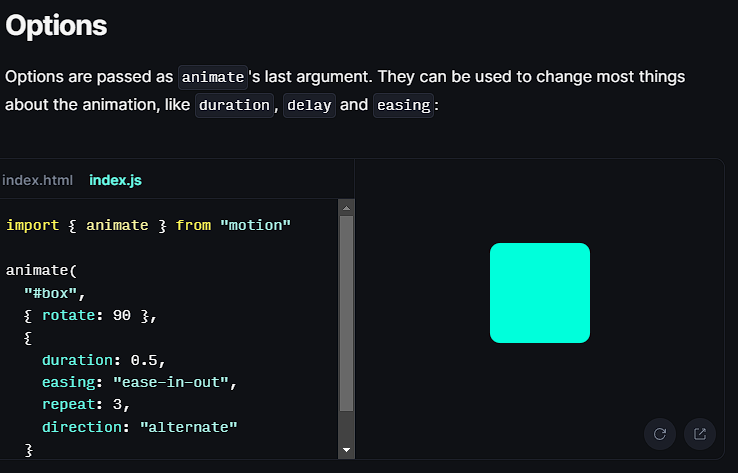 Options
Options are passed as animate's last argument. They can be used to change most things
about the animation, like duration, delay and easing:
index.html index.js
import { animate } from "motion"
animate(
"#box",
{ rotate: 90 },
{
duration: 0.5,
easing: "ease-in-out",
repeat: 3,
direction: "alternate"
}